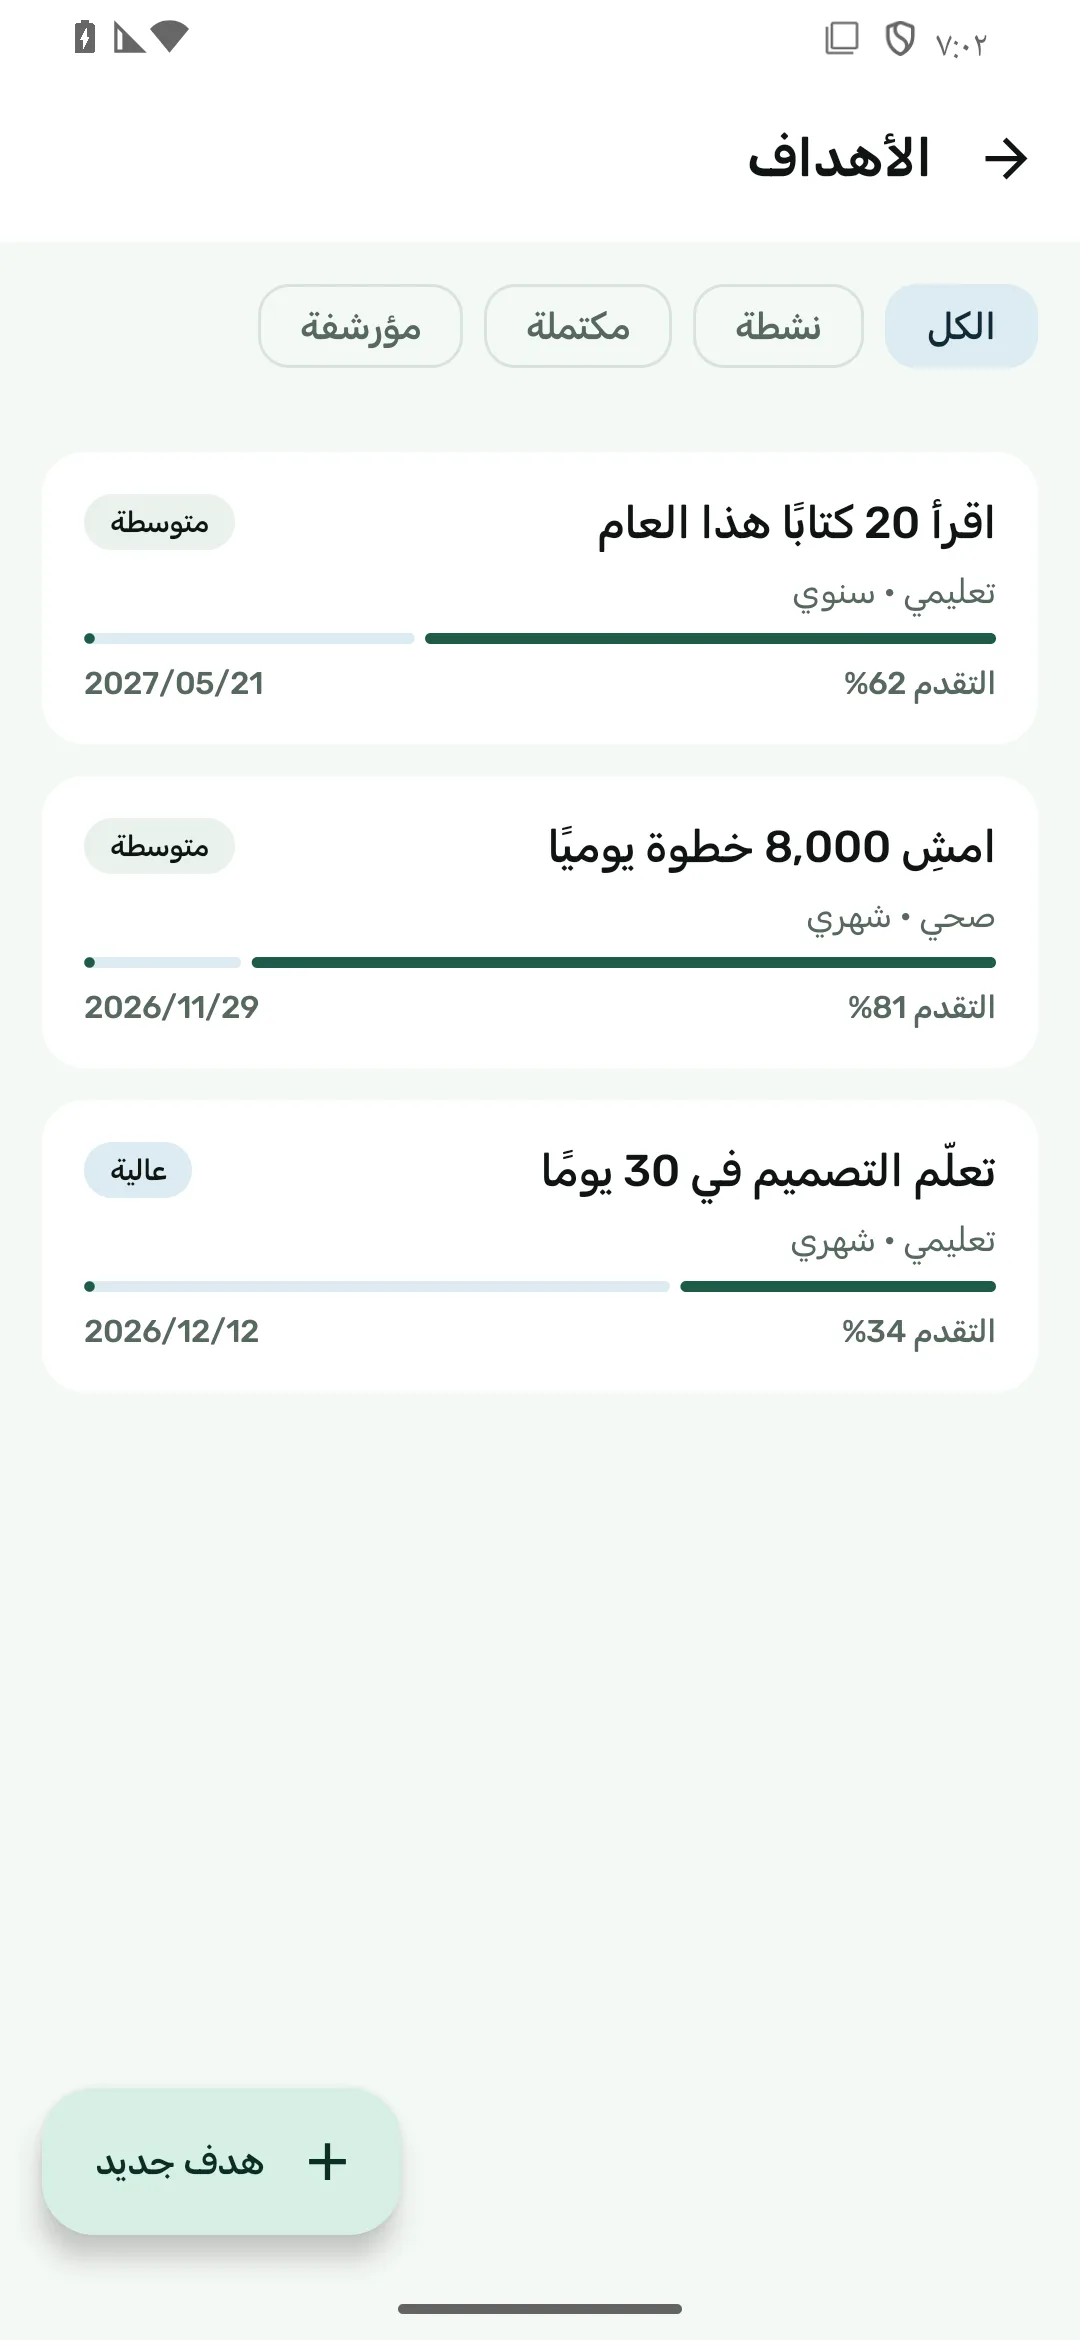 ٧:٠٢
الأهداف
الكل
نشطة
مكتملة
مؤرشفة
اقرأ 20 كتابًا هذا العام
متوسطة
تعليمي • سنوي
التقدم 62%
2027/05/21
امشِ 8,000 خطوة يوميًا
متوسطة
صحي • شهري
التقدم 81%
2026/11/29
تعلّم التصميم في 30 يومًا
عالية
تعليمي • شهري
التقدم 34%
2026/12/12
هدف جديد